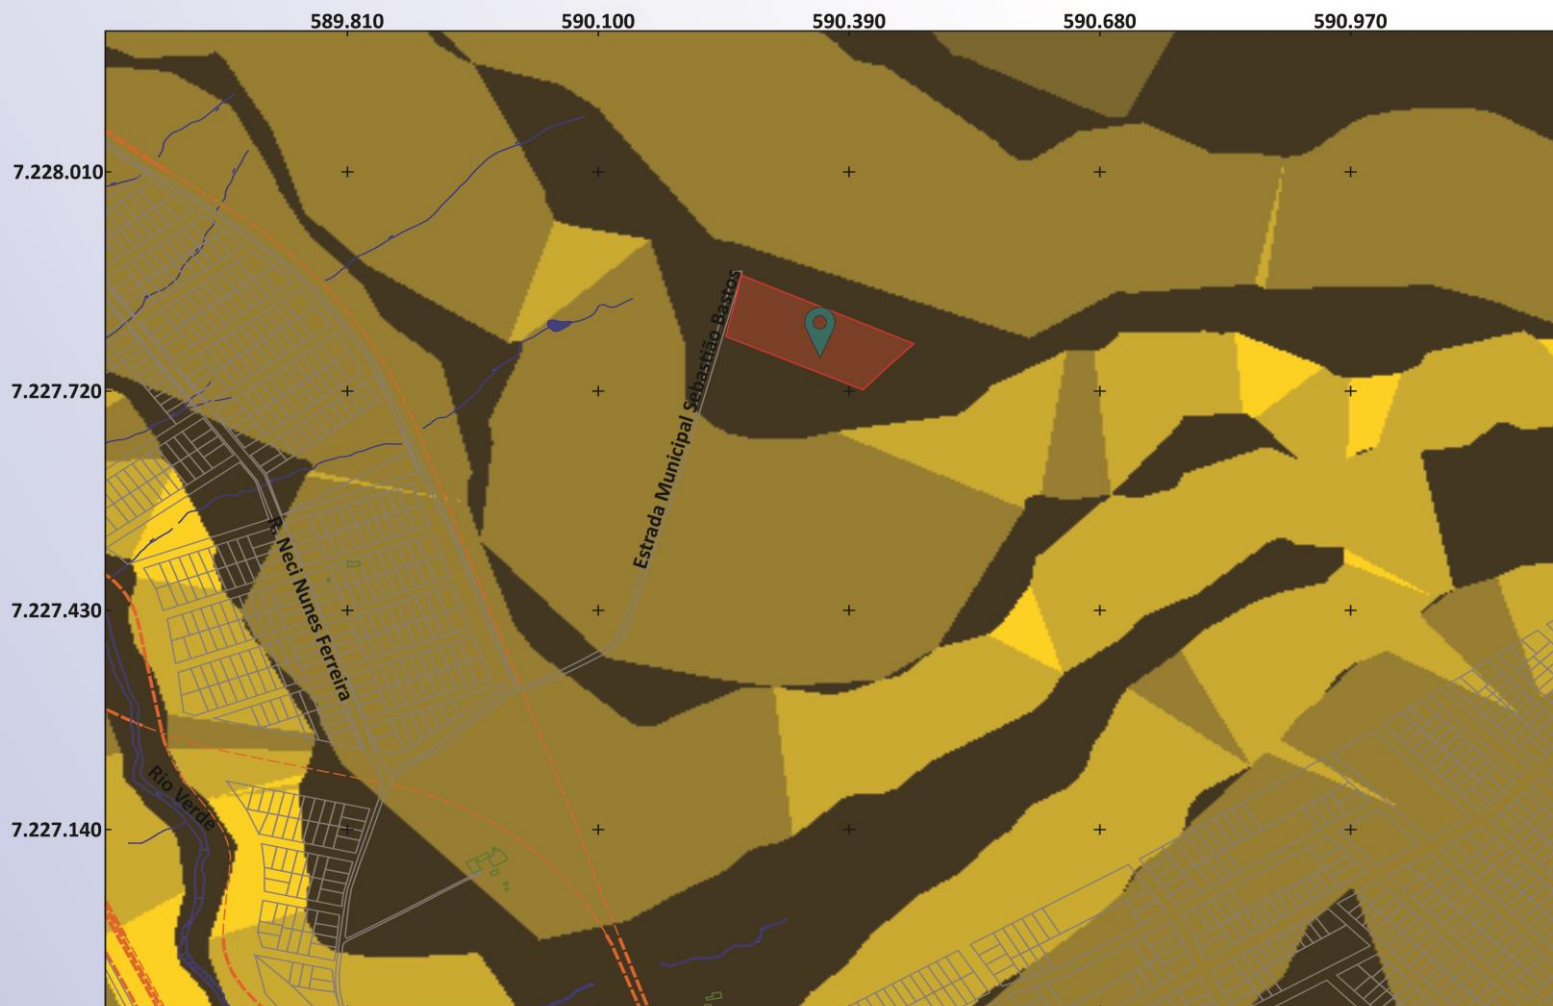 589.810 590.100 590.390 590.680 590.970
7.228.010
7.227.720
7.227.430
7.227.140
Estrada Municipal Sebastião Bastos
R. Neci Nunes Ferreira
Rio Verde